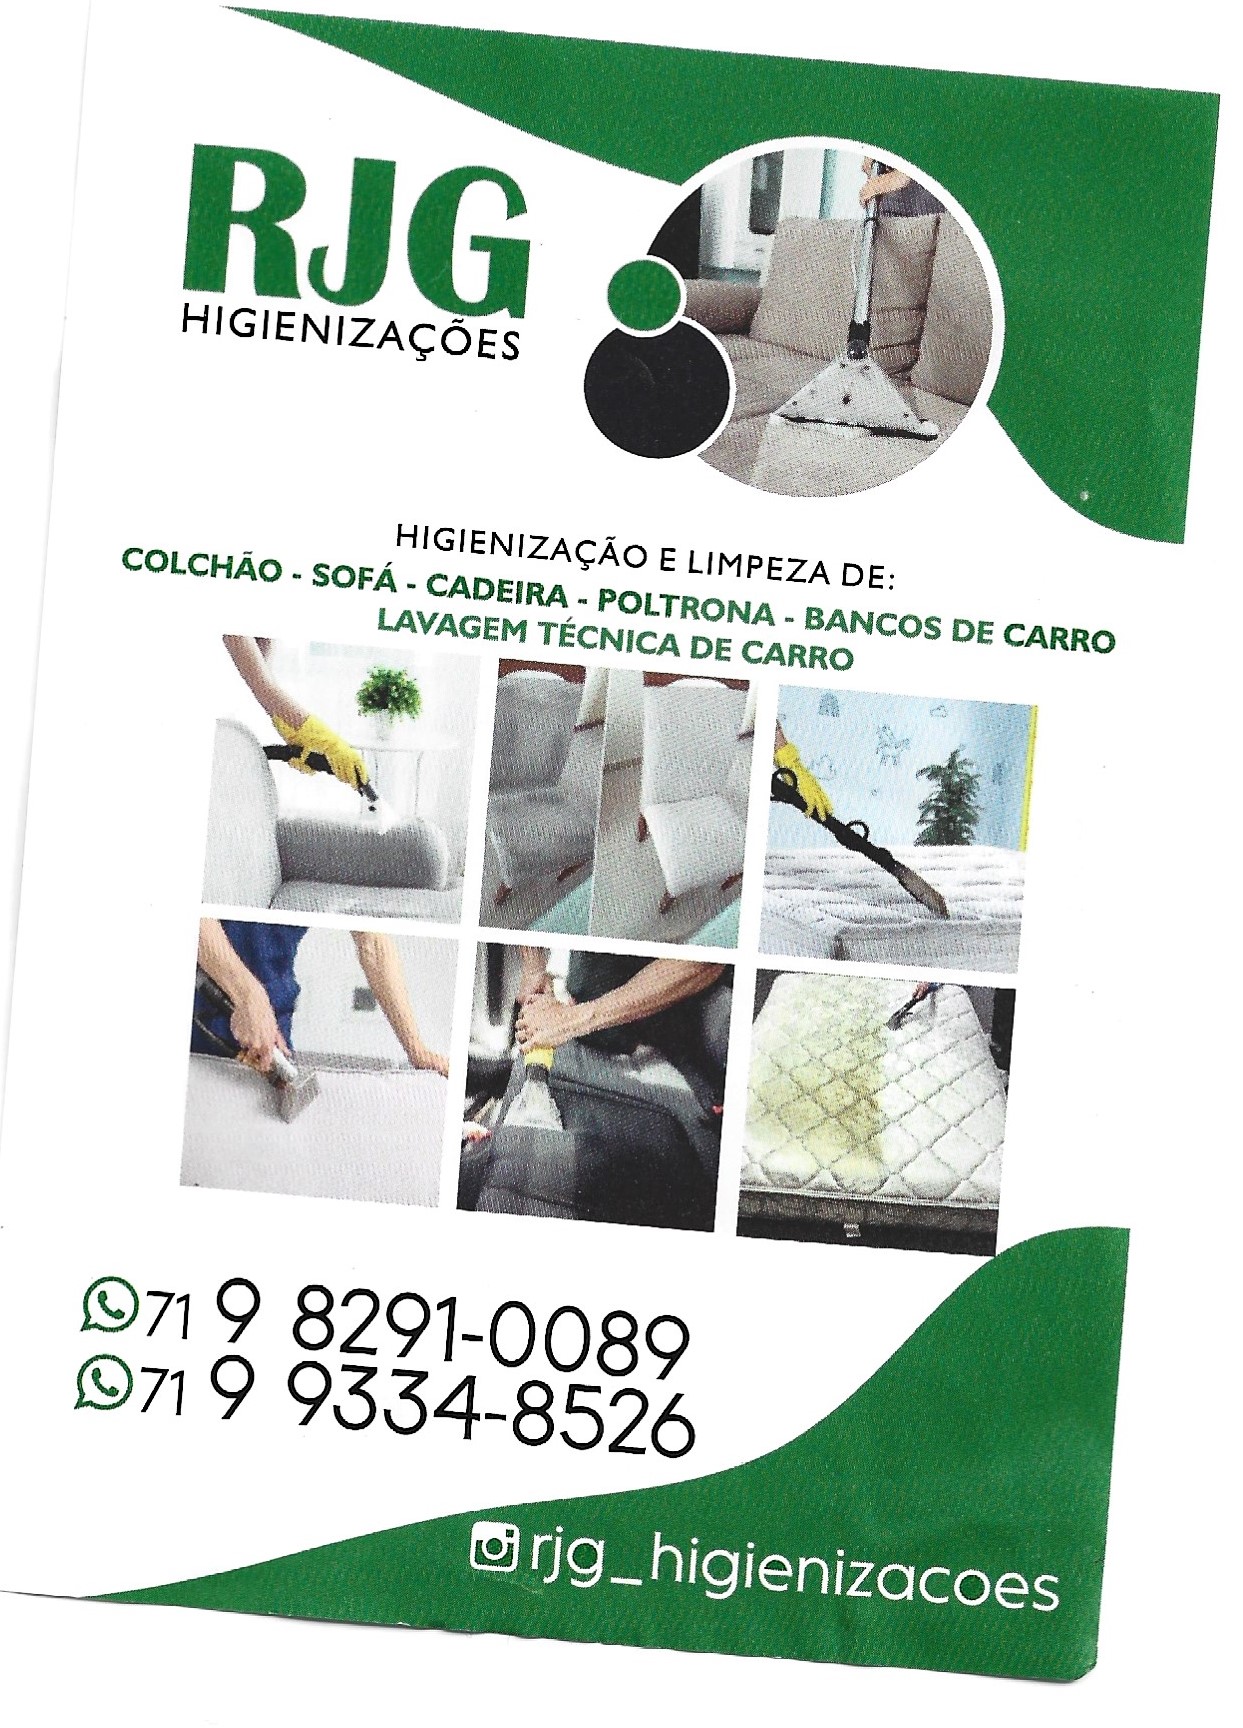 RJG
HIGIENIZAÇÕES
HIGIENIZAÇÃO E LIMPEZA DE:
COLCHÃO - SOFÁ - CADEIRA - POLTRONA - BANCOS DE CARRO
LAVAGEM TÉCNICA DE CARRO
71 9 8291-0089
71 9 9334-8526
rjg_higienizacoes